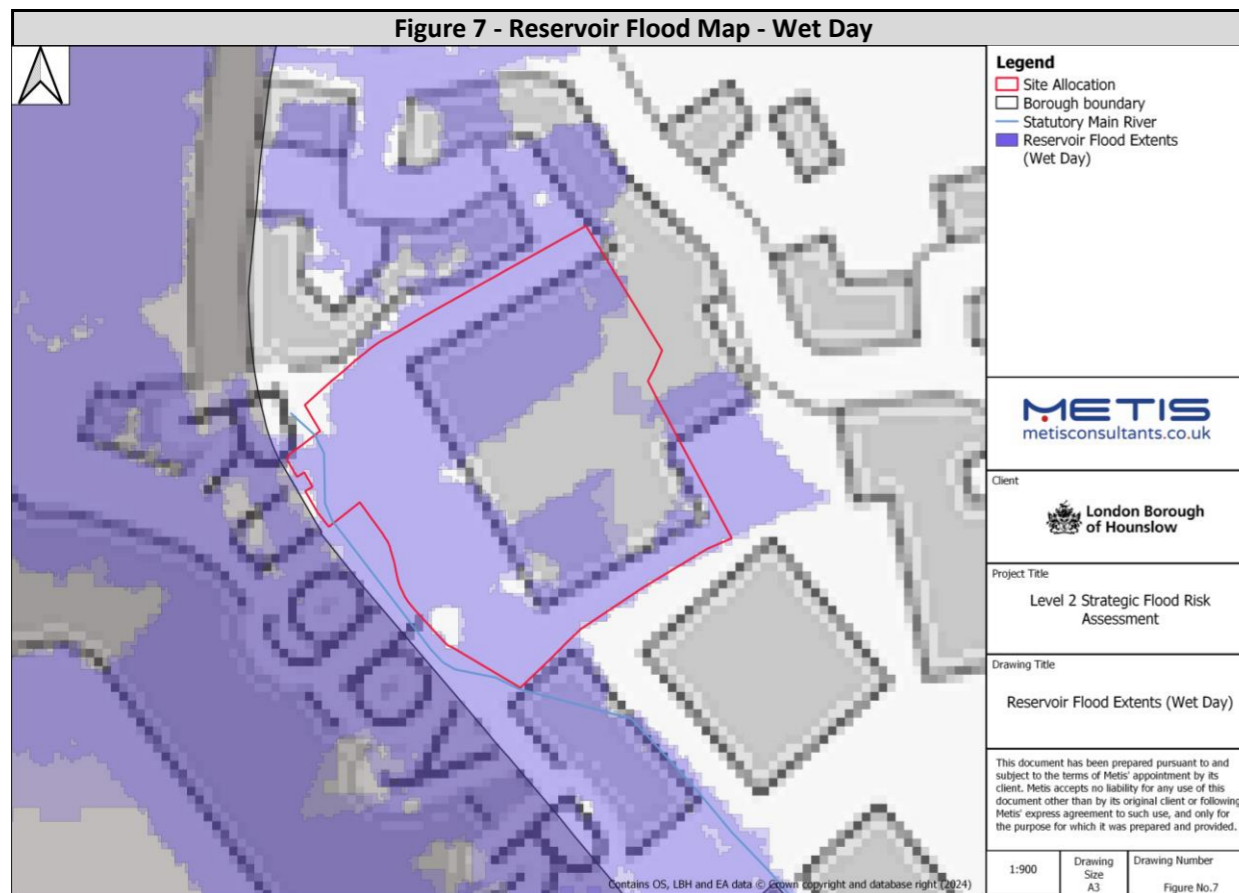 Figure 7 - Reservoir Flood Map - Wet Day
Legend
Site Allocation
Borough boundary
Statutory Main River
Reservoir Flood Extents
(Wet Day)
METIS
metisconsultants.co.uk
Client
London Borough
of Hounslow
Project Title
Level 2 Strategic Flood Risk
Assessment
Drawing Title
Reservoir Flood Extents (Wet Day)
This document has been prepared pursuant to and
subject to the terms of Metis' appointment by its
client. Metis accepts no liability for any use of this
document other than by its original client or following
Metis' express agreement to such use, and only for
the purpose for which it was prepared and provided.
1:900
Drawing
Size
A3
Drawing Number
Figure No.7
Contains OS, LBH and EA data © Crown copyright and database right (2024)